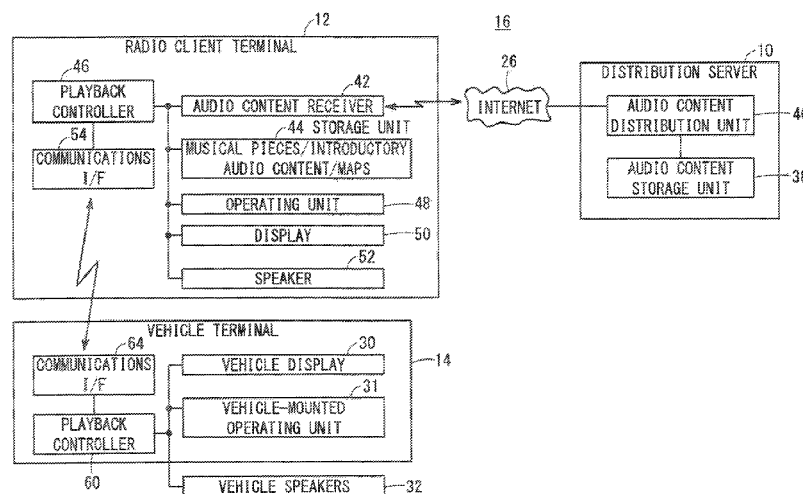 16
12
RADIO CLIENT TERMINAL
46
PLAYBACK
CONTROLLER
54
COMMUNICATIONS
I/F
42
AUDIO CONTENT RECEIVER
44 STORAGE UNIT
MUSICAL PIECES/INTRODUCTORY
AUDIO CONTENT/MAPS
OPERATING UNIT
48
DISPLAY
50
52
SPEAKER
26
INTERNET
10
DISTRIBUTION SERVER
AUDIO CONTENT
DISTRIBUTION UNIT
AUDIO CONTENT
STORAGE UNIT
38
VEHICLE TERMINAL
14
64
COMMUNICATIONS
I/F
PLAYBACK
CONTROLLER
60
30
VEHICLE DISPLAY
31
VEHICLE-MOUNTED
OPERATING UNIT
VEHICLE SPEAKERS
32